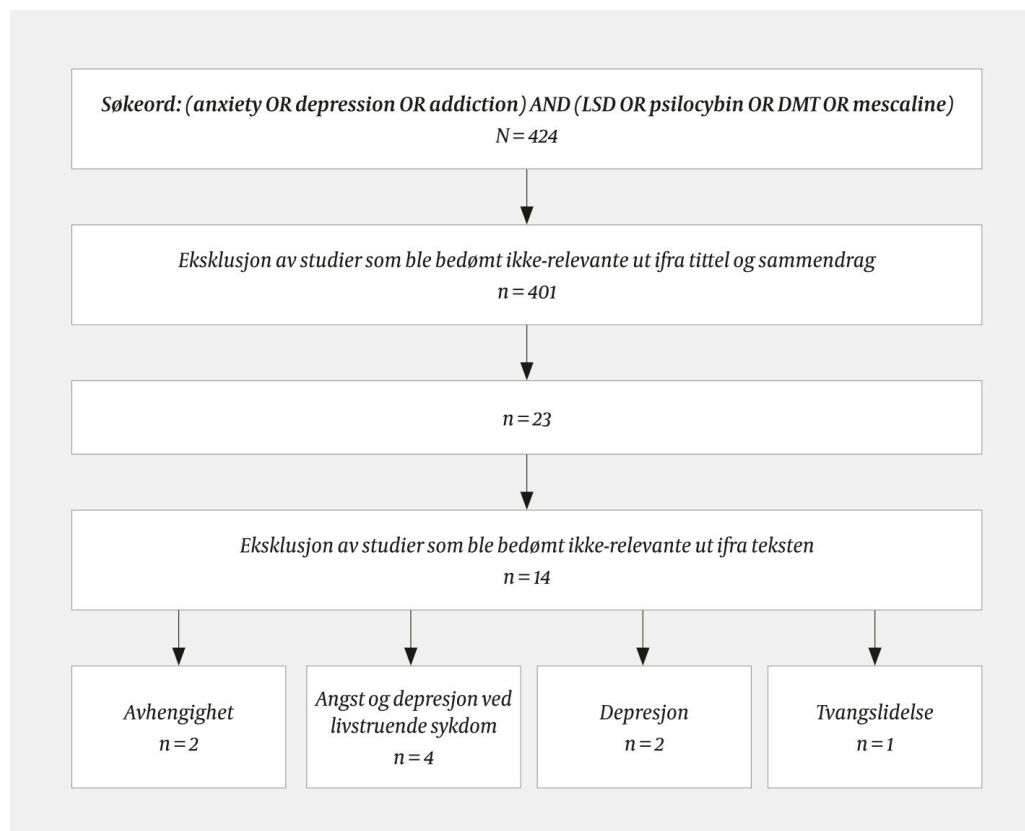 Søkeord: (anxiety OR depression OR addiction) AND (LSD OR psilocybin OR DMT OR mescaline)
N = 424
Eksklusjon av studier som ble bedømt ikke-relevante ut ifra tittel og sammendrag
n = 401
n = 23
Eksklusjon av studier som ble bedømt ikke-relevante ut ifra teksten
n = 14
Avhengighet
n = 2
Angst og depresjon ved
livstruende sykdom
n = 4
Depresjon
n = 2
Tvangslidelse
n = 1